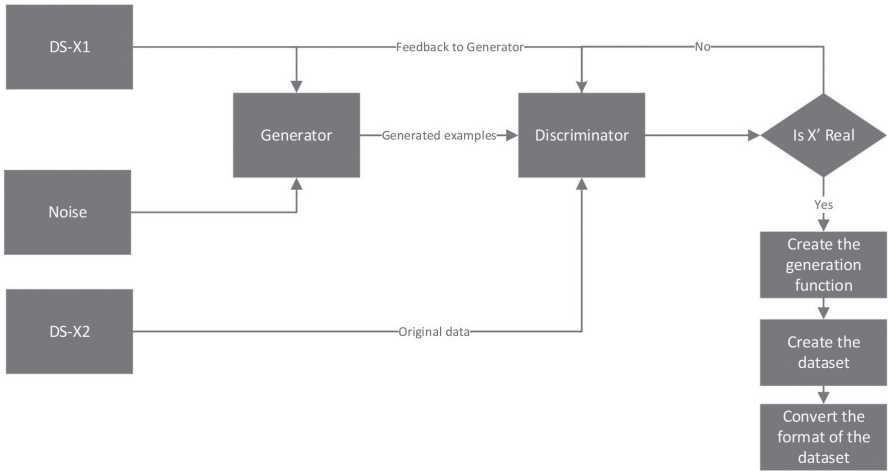 DS-X1
Feedback to Generator
No
Generator
Generated examples
Discriminator
Is X’ Real
Noise
Yes
Create the
generation
function
DS-X2
Original data
Create the
dataset
Convert the
format of the
dataset